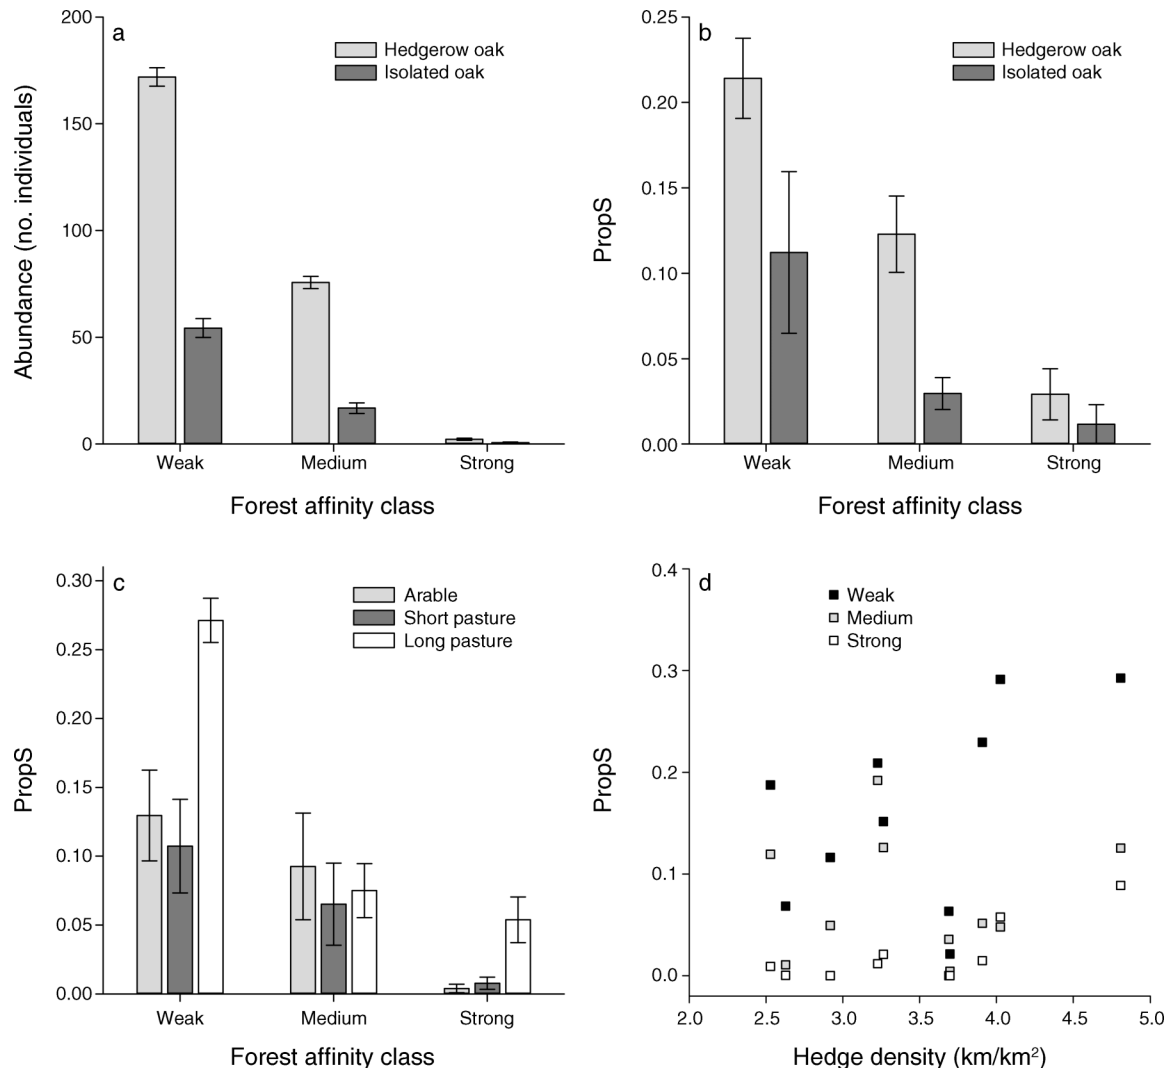 a
Hedgerow oak
Isolated oak
200
150
100
50
0
Abundance (no. individuals)
Weak
Medium
Strong
Forest affinity class
b
Hedgerow oak
Isolated oak
0.25
0.20
0.15
0.10
0.05
0.00
PropS
Weak
Medium
Strong
Forest affinity class
c
Arable
Short pasture
Long pasture
0.30
0.25
0.20
0.15
0.10
0.05
0.00
PropS
Weak
Medium
Strong
Forest affinity class
d
Weak
Medium
Strong
0.4
0.3
0.2
0.1
0.0
PropS
2.0 2.5 3.0 3.5 4.0 4.5 5.0
Hedge density (km/km²)